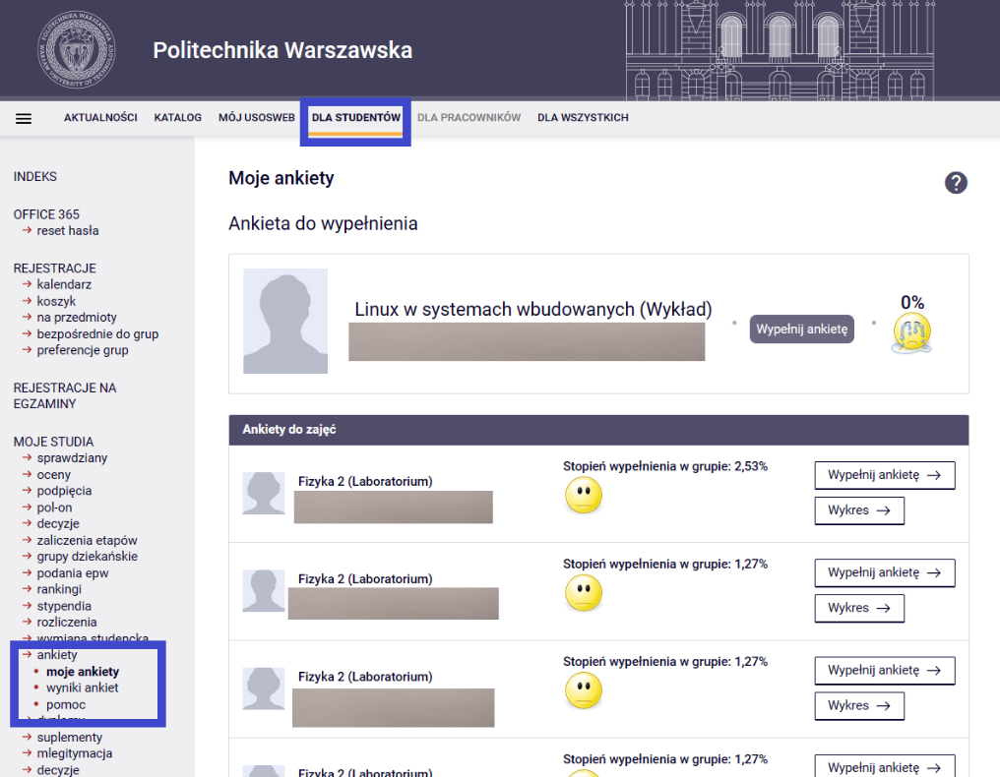 Politechnika Warszawska
AKTUALNOŚCI KATALOG MÓJ USOSWEB DLA STUDENTÓW DLA PRACOWNIKÓW DLA WSZYSTKICH
INDEKS
OFFICE 365
→ reset hasła
REJESTRACJE
→ kalendarz
→ koszyk
→ na przedmioty
→ bezpośrednie do grup
→ preferencje grup
REJESTRACJE NA
EGZAMINY
MOJE STUDIA
→ sprawdziany
→ oceny
→ podpięcia
→ pol-on
→ decyzje
→ zaliczenia etapów
→ grupy dziekańskie
→ podania epw
→ rankingi
→ stypendia
→ rozliczenia
→ wymiana studencka
→ ankiety
• moje ankiety
• wyniki ankiet
• pomoc
→ dyplomy
→ suplementy
→ mlegitymacja
→ decyzje
Moje ankiety
?
Ankieta do wypełnienia
Linux w systemach wbudowanych (Wykład)
Wypełnij ankietę
0%
Ankiety do zajęć
Fizyka 2 (Laboratorium)
Stopień wypełnienia w grupie: 2,53%
Wypełnij ankietę →
Wykres →
Fizyka 2 (Laboratorium)
Stopień wypełnienia w grupie: 1,27%
Wypełnij ankietę →
Wykres →
Fizyka 2 (Laboratorium)
Stopień wypełnienia w grupie: 1,27%
Wypełnij ankietę →
Wykres →
Fizyka 2 (Laboratorium)
Stopień wypełnienia w grupie: 1,27%
Wypełnij ankietę →